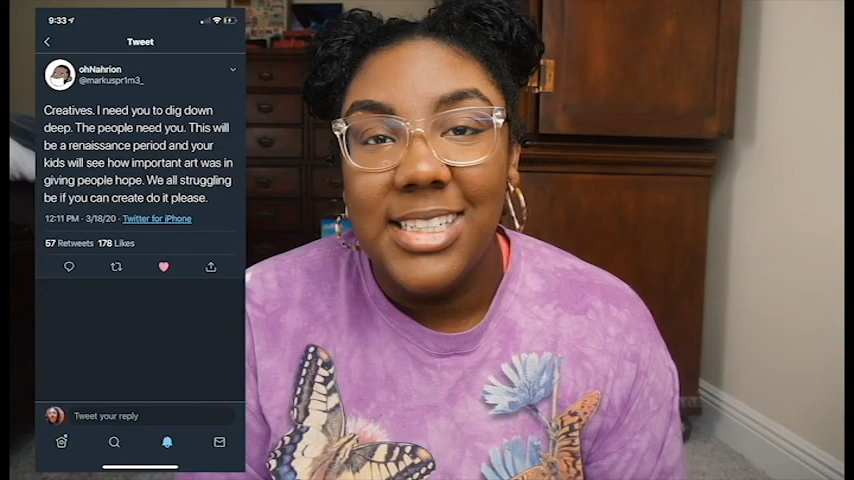 9:33
Tweet
ohNahrion
@markuspr1m3_
Creatives. I need you to dig down
deep. The people need you. This will
be a renaissance period and your
kids will see how important art was in
giving people hope. We all struggling
be if you can create do it please.
12:11 PM · 3/18/20 · Twitter for iPhone
57 Retweets 178 Likes
Tweet your reply